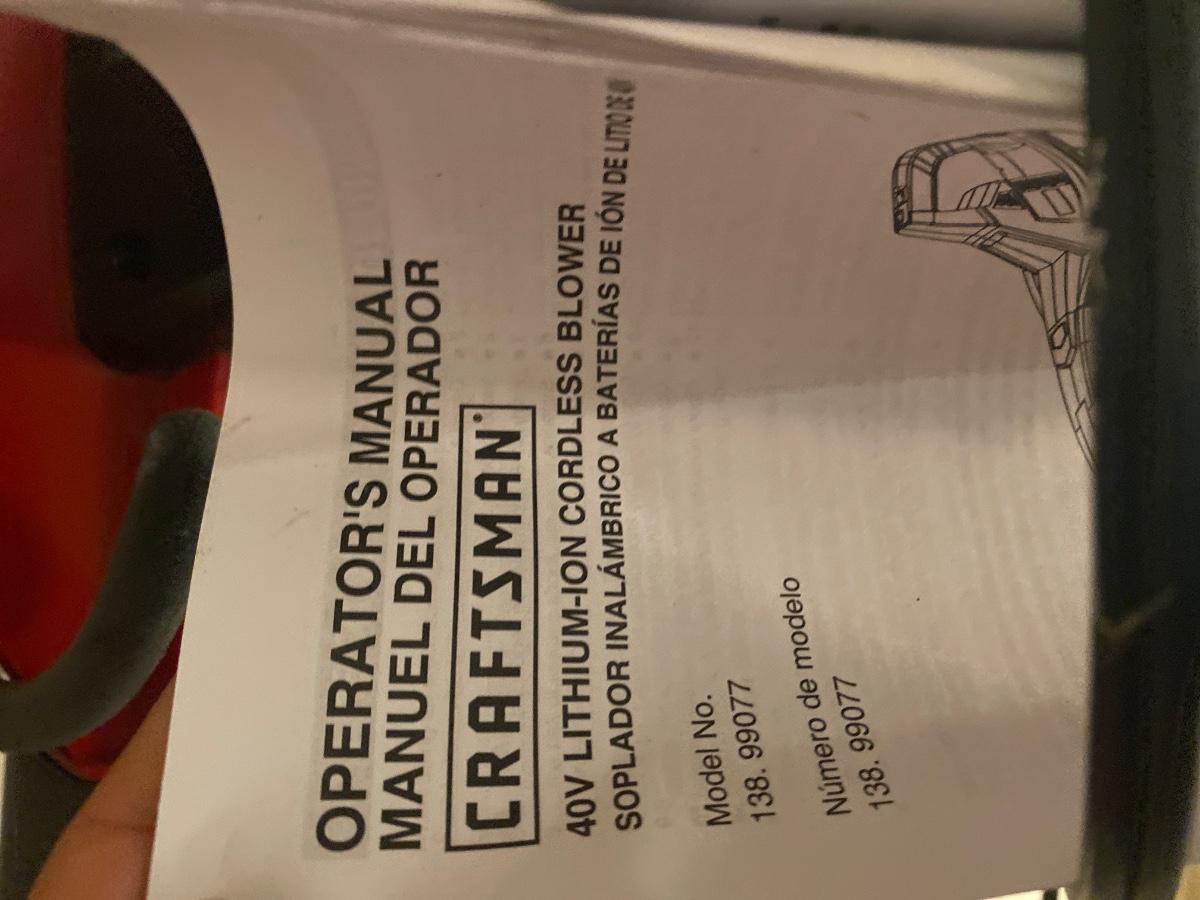 OPERATOR'S MANUAL
MANUEL DEL OPERADOR
CRAFTSMAN®
40V LITHIUM-ION CORDLESS BLOWER
SOPLADOR INALÁMBRICO A BATERÍAS DE IÓN DE LITIO DE
Model No.
138. 99077
Número de modelo
138. 99077